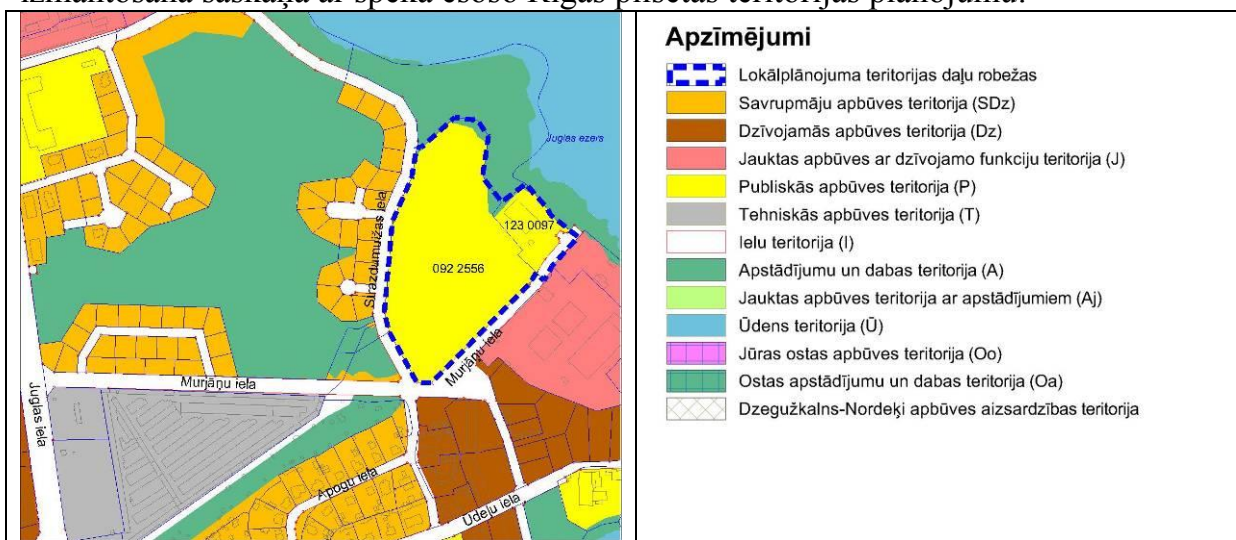 izmantošana saskaņā ar spēkā esošo Rīgas pilsētas teritorijas plānojumu.
Juglas ezers
Strazdumuižas iela
123 0097
092 2556
Murjāņu iela
Murjāņu iela
Juglas iela
Apogu iela
Ūdeļu iela
Apzīmējumi
Lokālplānojuma teritorijas daļu robežas
Savrupmāju apbūves teritorija (SDz)
Dzīvojamās apbūves teritorija (Dz)
Jauktas apbūves ar dzīvojamo funkciju teritorija (J)
Publiskās apbūves teritorija (P)
Tehniskās apbūves teritorija (T)
Ielu teritorija (I)
Apstādījumu un dabas teritorija (A)
Jauktas apbūves teritorija ar apstādījumiem (Aj)
Ūdens teritorija (Ū)
Jūras ostas apbūves teritorija (Oo)
Ostas apstādījumu un dabas teritorija (Oa)
Dzegužkalns-Nordeķi apbūves aizsardzības teritorija